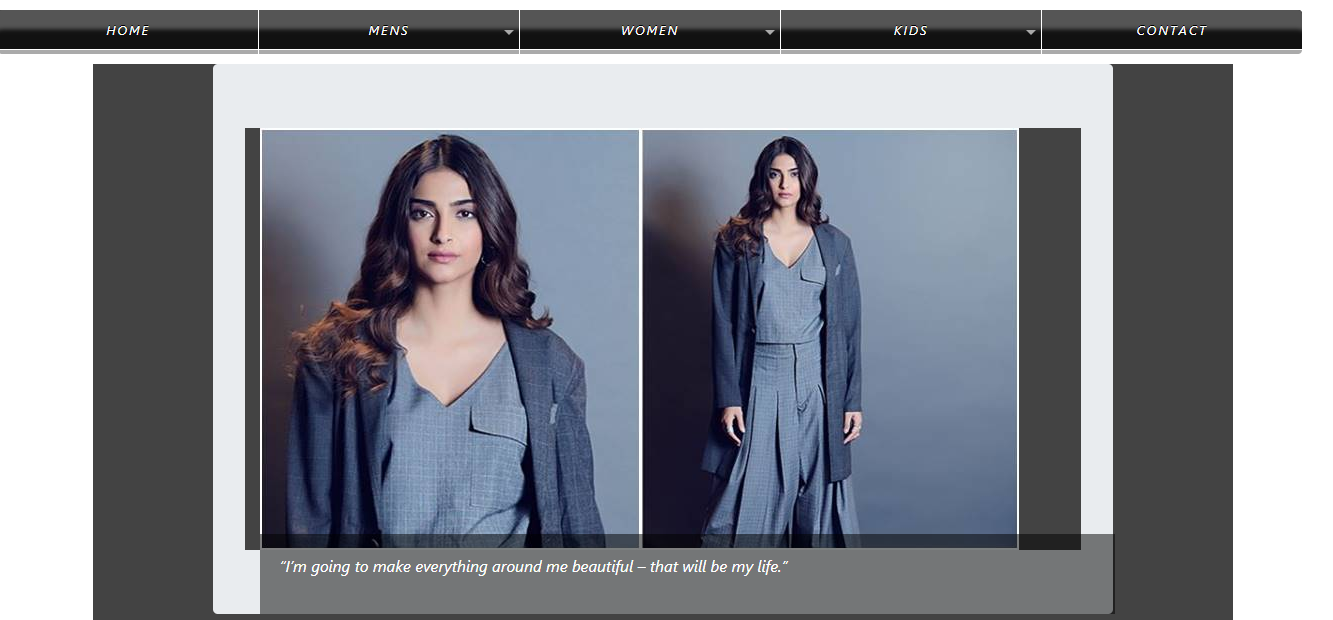 HOME
MENS
WOMEN
KIDS
CONTACT
“I’m going to make everything around me beautiful – that will be my life.”